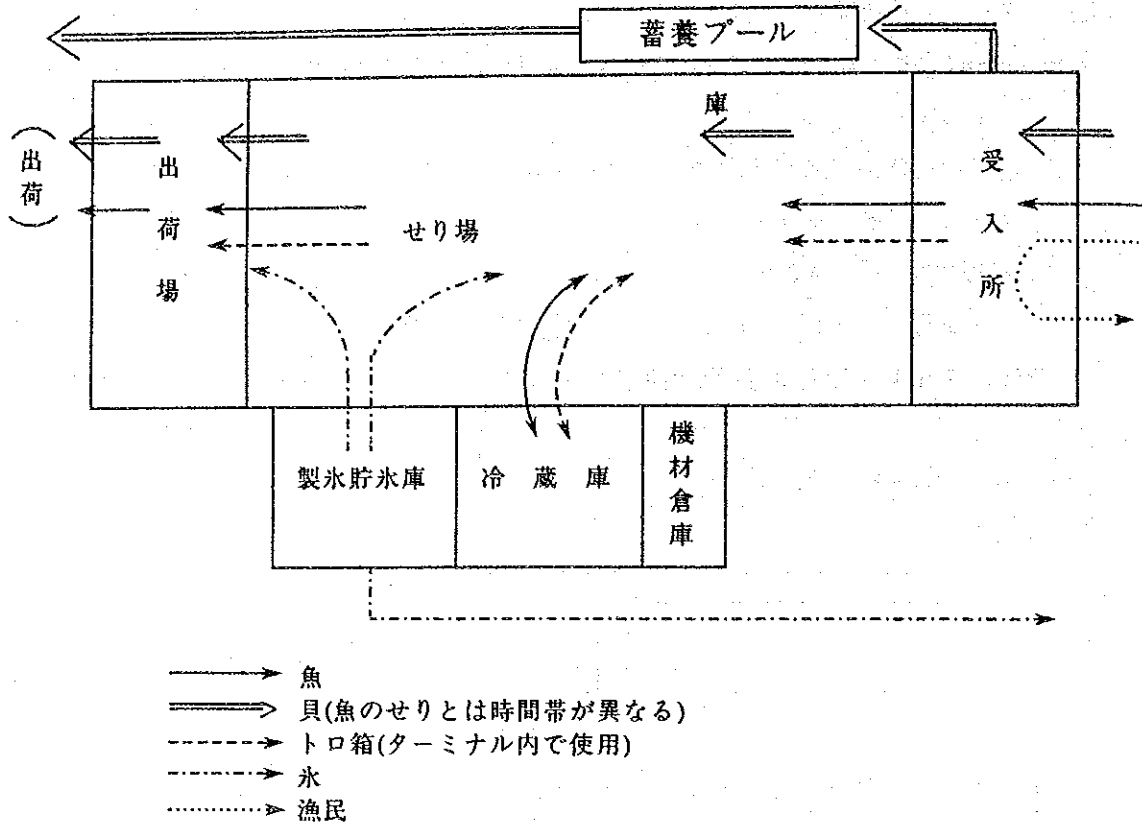 蓄養プール
庫
(出荷)
出荷場
受入所
せり場
製氷貯氷庫
冷蔵庫
機材倉庫
魚
貝(魚のせりとは時間帯が異なる)
トロ箱(ターミナル内で使用)
氷
漁民